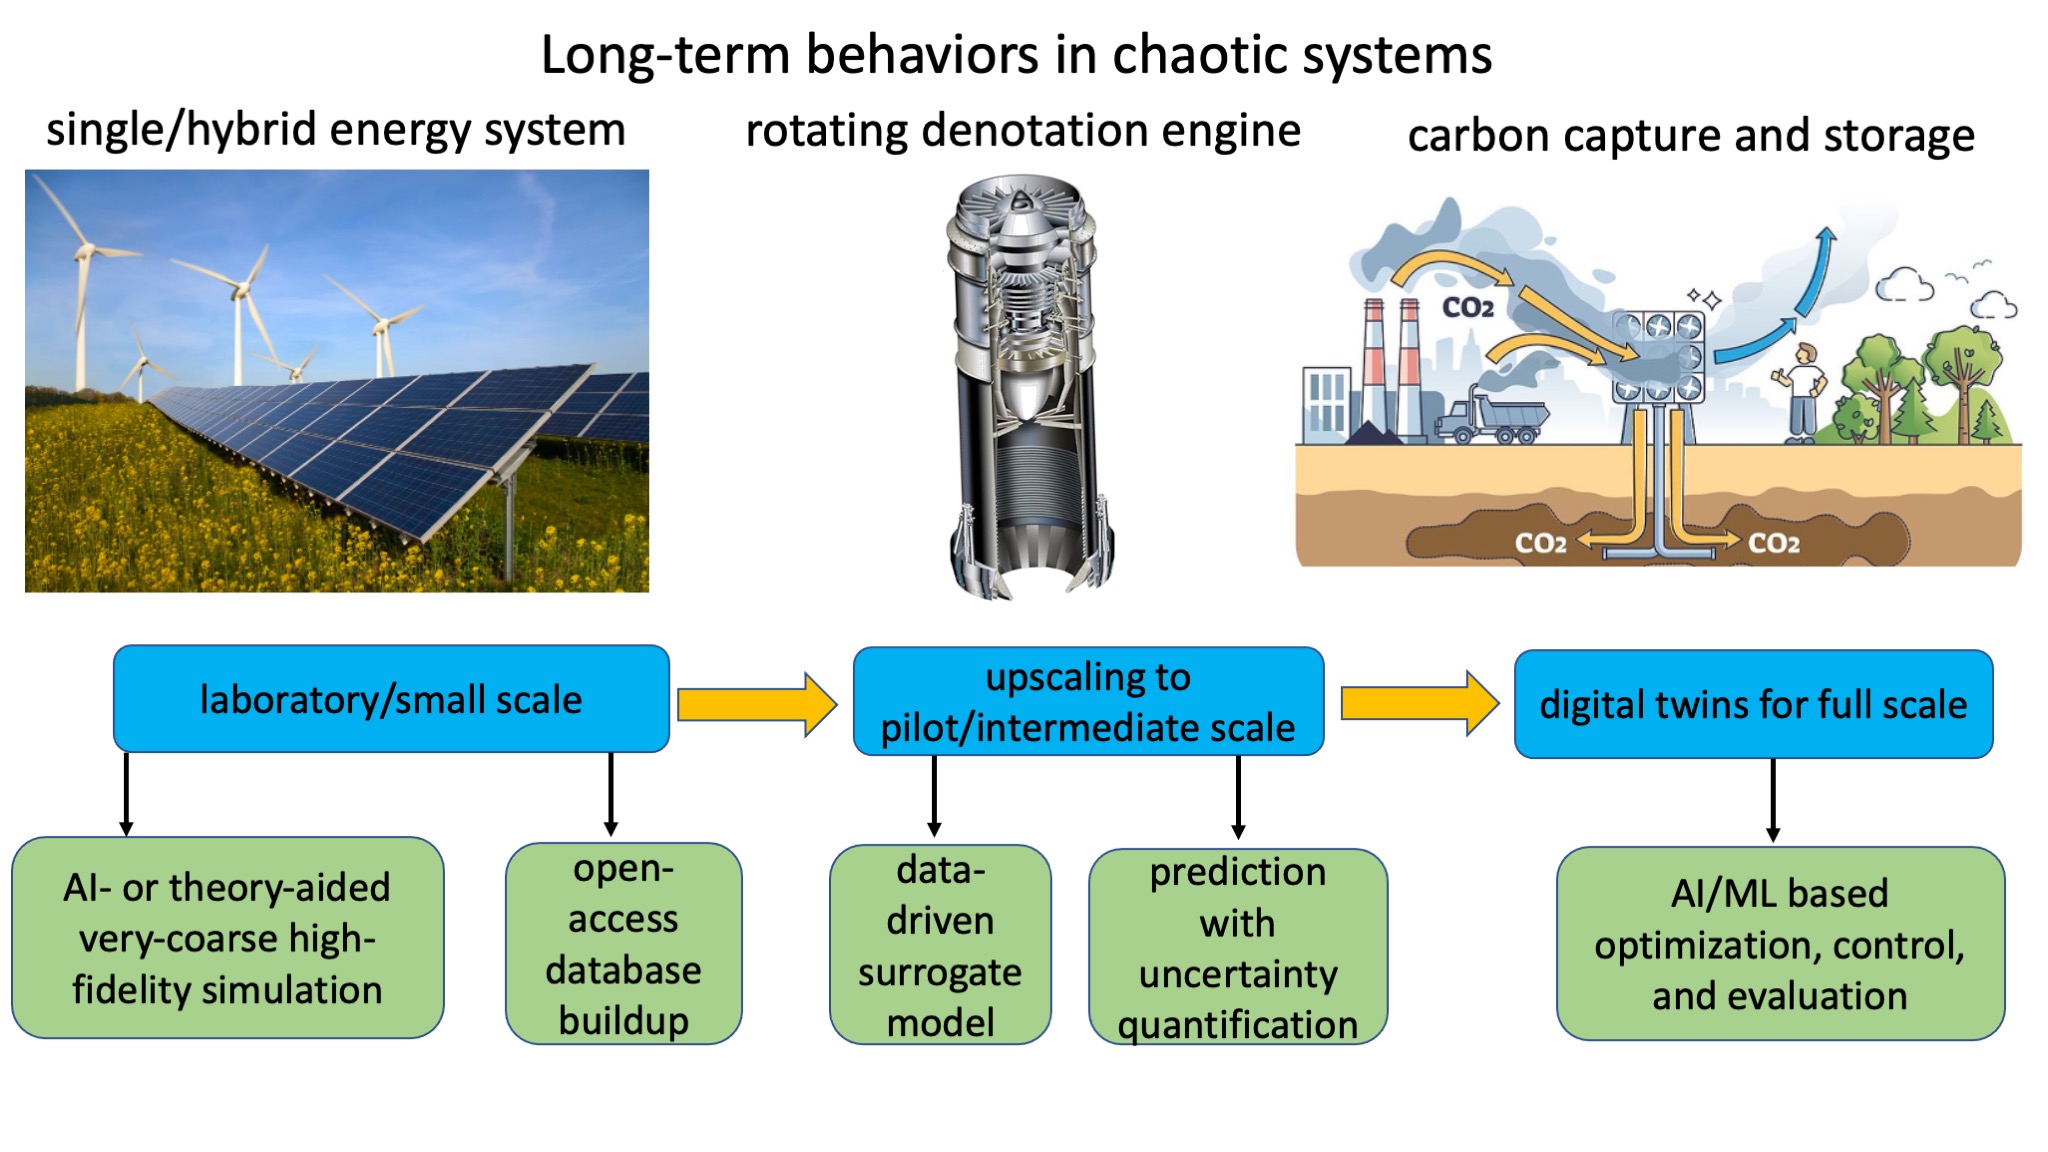 Long-term behaviors in chaotic systems
single/hybrid energy system
rotating denotation engine
carbon capture and storage
CO2
CO2
CO2
laboratory/small scale
upscaling to
pilot/intermediate scale
digital twins for full scale
AI- or theory-aided
very-coarse high-
fidelity simulation
open-
access
database
buildup
data-
driven
surrogate
model
prediction
with
uncertainty
quantification
AI/ML based
optimization, control,
and evaluation